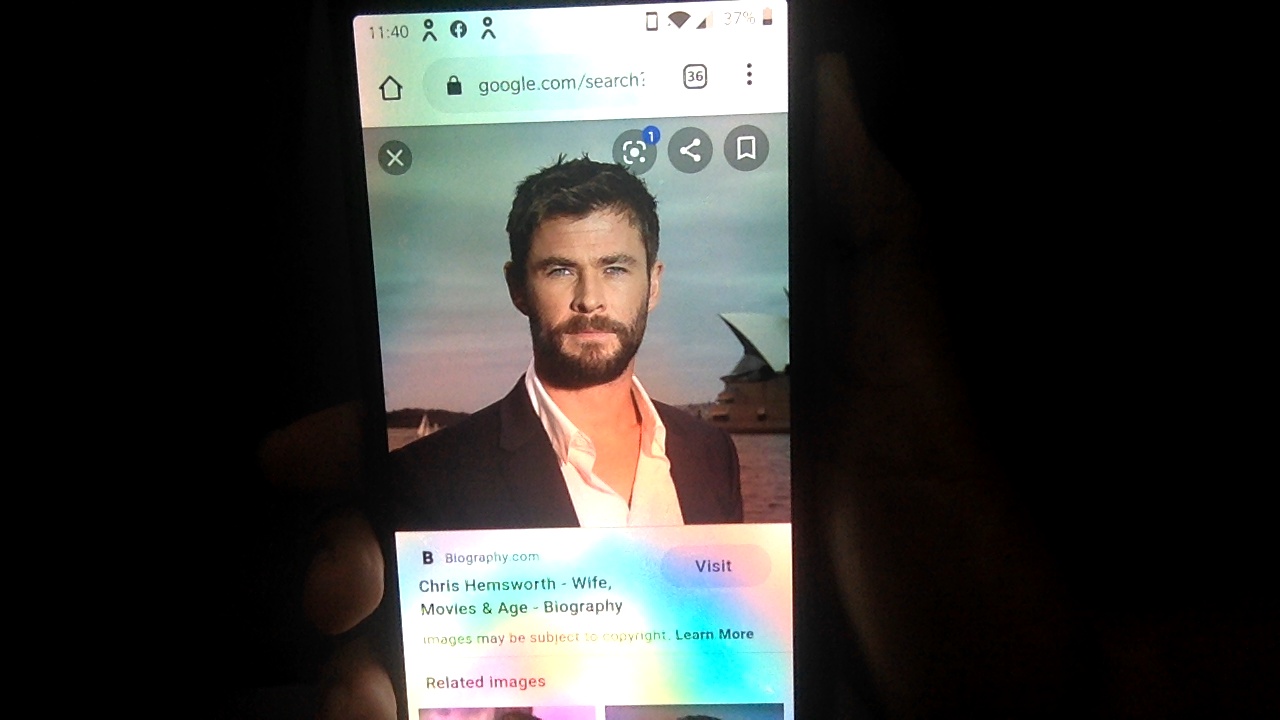 11:40
37%
google.com/search?
36
1
B Biography.com
Chris Hemsworth - Wife,
Movies & Age - Biography
Visit
Images may be subject to copyright. Learn More
Related images